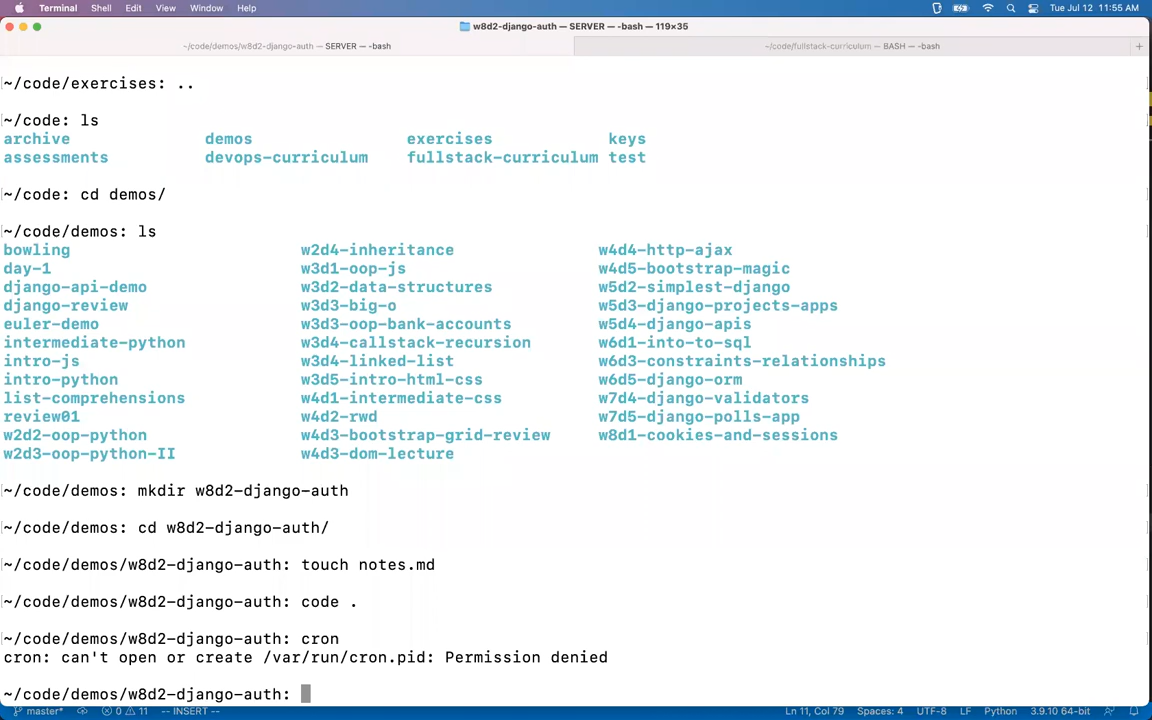 Terminal Shell Edit View Window Help Tue Jul 12 11:55 AM
w8d2-django-auth — SERVER — -bash — 119×35
~/code/demos/w8d2-django-auth — SERVER — -bash ~/code/fullstack-curriculum — BASH — -bash +
~/code/exercises: ..
~/code: ls
archive demos exercises keys
assessments devops-curriculum fullstack-curriculum test
~/code: cd demos/
~/code/demos: ls
bowling w2d4-inheritance w4d4-http-ajax
day-1 w3d1-oop-js w4d5-bootstrap-magic
django-api-demo w3d2-data-structures w5d2-simplest-django
django-review w3d3-big-o w5d3-django-projects-apps
euler-demo w3d3-oop-bank-accounts w5d4-django-apis
intermediate-python w3d4-callstack-recursion w6d1-into-to-sql
intro-js w3d4-linked-list w6d3-constraints-relationships
intro-python w3d5-intro-html-css w6d5-django-orm
list-comprehensions w4d1-intermediate-css w7d4-django-validators
review01 w4d2-rwd w7d5-django-polls-app
w2d2-oop-python w4d3-bootstrap-grid-review w8d1-cookies-and-sessions
w2d3-oop-python-II w4d3-dom-lecture
~/code/demos: mkdir w8d2-django-auth
~/code/demos: cd w8d2-django-auth/
~/code/demos/w8d2-django-auth: touch notes.md
~/code/demos/w8d2-django-auth: code .
~/code/demos/w8d2-django-auth: cron
cron: can't open or create /var/run/cron.pid: Permission denied
~/code/demos/w8d2-django-auth:
master* 0 11 -- INSERT -- Ln 11, Col 79 Spaces: 4 UTF-8 LF Python 3.9.10 64-bit